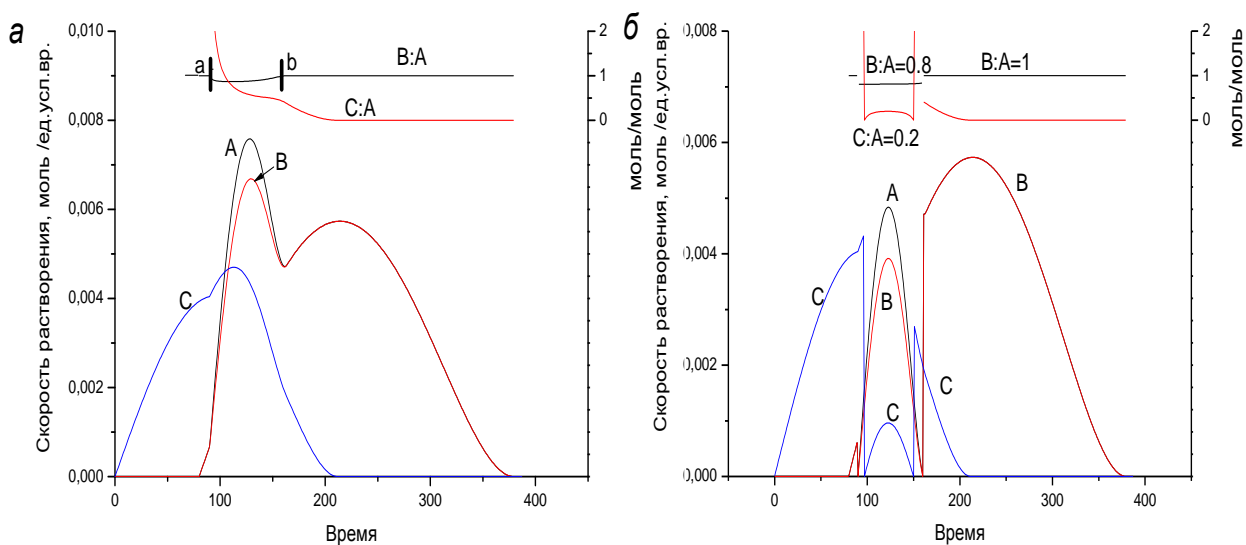 а
Скорость растворения, моль /ед.усл.вр.
0,010
0,008
0,006
0,004
0,002
0,000
0
100
200
300
400
Время
2
1
0
моль/моль
a
b
B:A
C:A
A
B
C
б
Скорость растворения, моль /ед.усл.вр.
0,008
0,006
0,004
0,002
0,000
0
100
200
300
400
Время
2
1
0
моль/моль
B:A=0.8
B:A=1
C:A=0.2
A
B
B
C
C
C